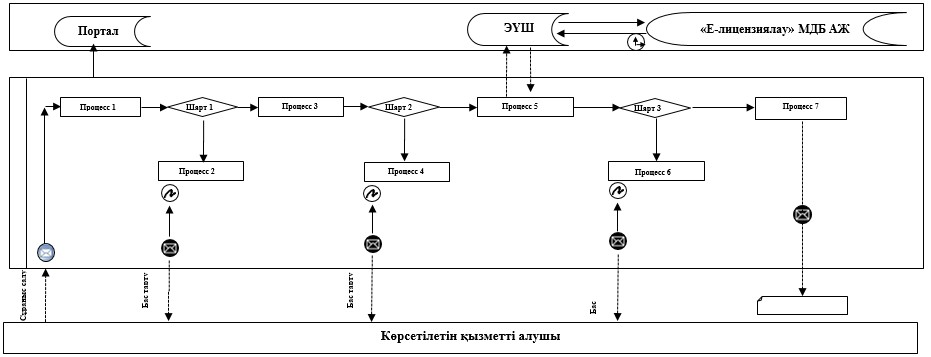 Портал
ЭҮШ
«Е-лицензиялау» МДБ АЖ
Процесс 1
Шарт 1
Процесс 3
Шарт 2
Процесс 5
Шарт 3
Процесс 7
Процесс 2
Процесс 4
Процесс 6
Сұраныс салу
Бас тарту
Бас тарту
Бас
Көрсетілетін қызметті алушы